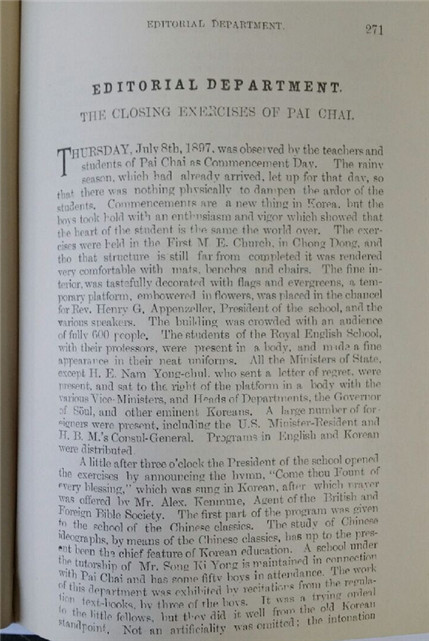 EDITORIAL DEPARTMENT.
271
EDITORIAL DEPARTMENT.
THE CLOSING EXERCISES OF PAI CHAI.
THURSDAY, July 8th, 1897, was observed by the teachers and
students of Pai Chai as Commencement Day. The rainy
season, which had already arrived, let up for that day, so
that there was nothing physically to dampen the ardor of the
students. Commencements are a new thing in Korea, but the
boys took hold with an enthusiasm and vigor which showed that
the heart of the student is the same the world over. The exer-
cises were held in the First M. E. Church, in Chong Dong, and
tho that structure is still far from completed it was rendered
very comfortable with mats, benches and chairs. The fine in-
terior, was tastefully decorated with flags and evergreens, a tem-
porary platform, embowered in flowers, was placed in the chancel
for Rev. Henry G. Appenzeller, President of the school, and the
various speakers. The building was crowded with an audience
of fully 600 people. The students of the Royal English School,
with their professors, were present in a body, and made a fine
appearance in their neat uniforms. All the Ministers of State,
except H. E. Nam Yong-chul, who sent a letter of regret, were
present, and sat to the right of the platform in a body with the
various Vice-Ministers, and Heads of Departments, the Governor
of Söul, and other eminent Koreans. A large number of for-
eigners were present, including the U.S. Minister-Resident and
H. B. M.'s Consul-General. Programs in English and Korean
were distributed.
A little after three o'clock the President of the school opened
the exercises by announcing the hymn, "Come thou Fount of
every blessing," which was sung in Korean, after which prayer
was offered by Mr. Alex. Kenmure, Agent of the British and
Foreign Bible Society. The first part of the program was given
to the school of the Chinese classics. The study of Chinese
ideographs, by means of the Chinese classics, has up to the pres-
ent been the chief feature of Korean education. A school under
the tutorship of Mr. Song Ki Yong is maintained in connection
with Pai Chai and has some fifty boys in attendance. The work
of this department was exhibited by recitations from the regula-
tion text-books, by three of the boys. It was a trying ordeal
to the little fellows, but they did it well from the old Korean
standpoint. Not an artificiality was omitted; the intonation